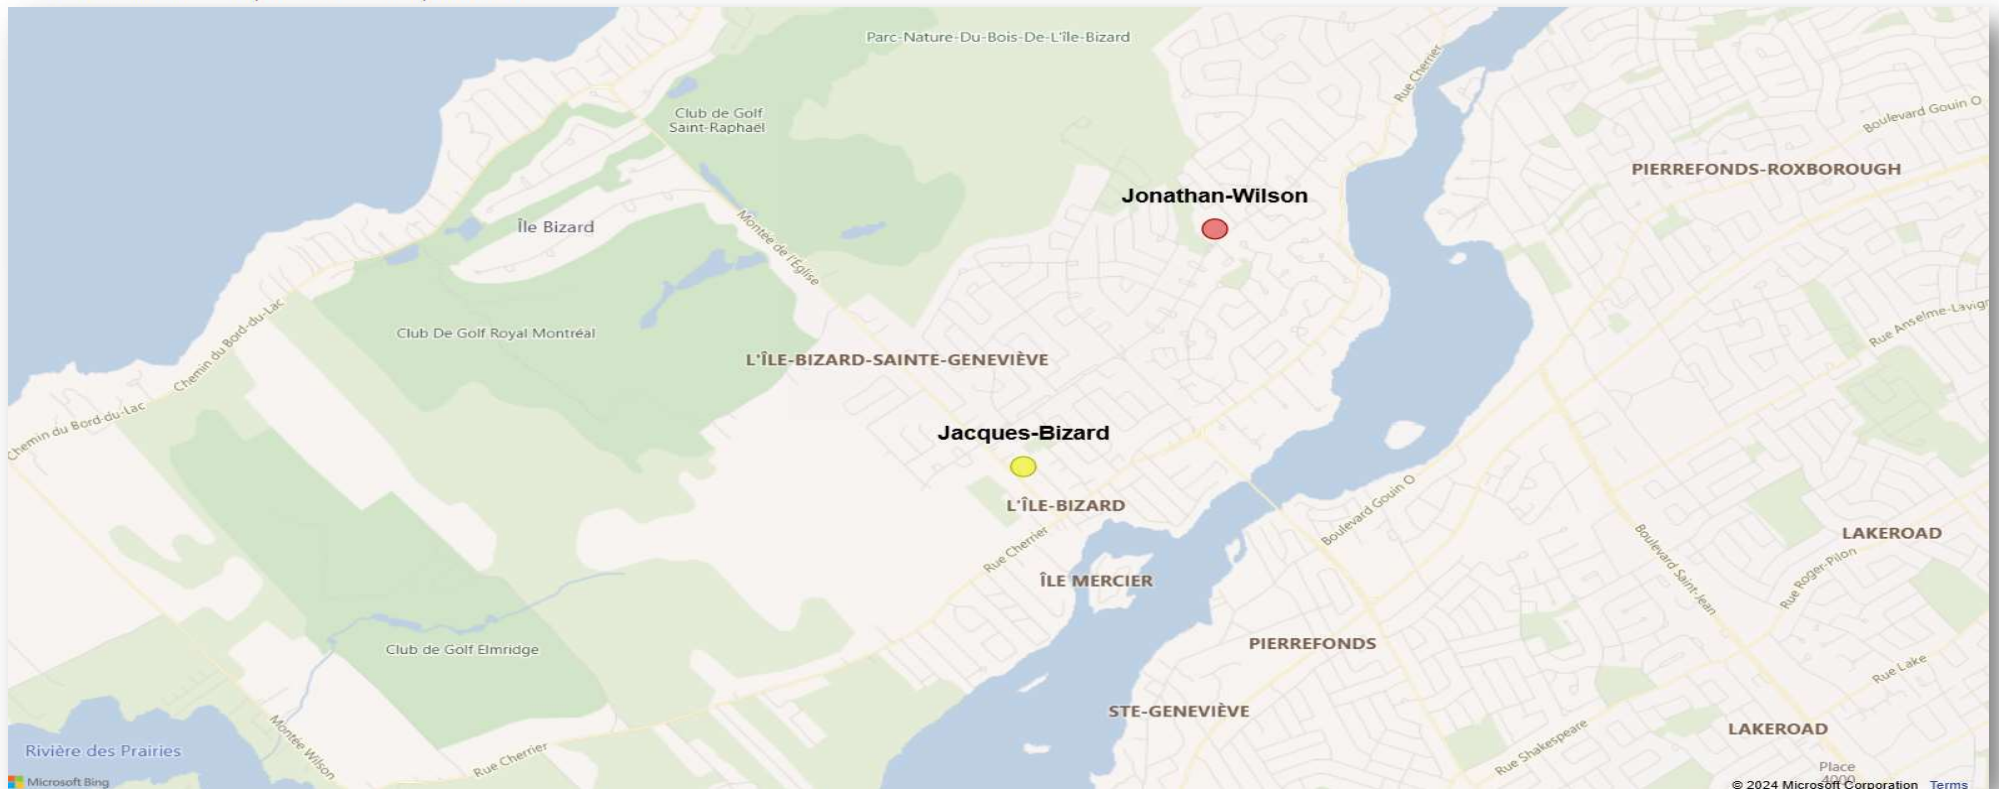 Parc-Nature-Du-Bois-De-L'île-Bizard
Rue Cherrier
Club de Golf
Saint-Raphaël
Boulevard Gouin O
PIERREFONDS-ROXBOROUGH
Jonathan-Wilson
Île Bizard
Montée de l'Église
Chemin du Bord-du-Lac
Rue Anselme-Lavign
Club De Golf Royal Montréal
L'ÎLE-BIZARD-SAINTE-GENEVIÈVE
Chemin du Bord-du-Lac
Jacques-Bizard
L'ÎLE-BIZARD
Boulevard Gouin O
Rue Cherrier
LAKEROAD
Boulevard Saint-Jean
Rue Roger-Pilon
ÎLE MERCIER
Club de Golf Elmridge
PIERREFONDS
Rue Lake
STE-GENEVIÈVE
LAKEROAD
Rivière des Prairies
Montée Wilson
Rue Cherrier
Rue Shakespeare
Place
4000
Microsoft Bing
© 2024 Microsoft Corporation Terms